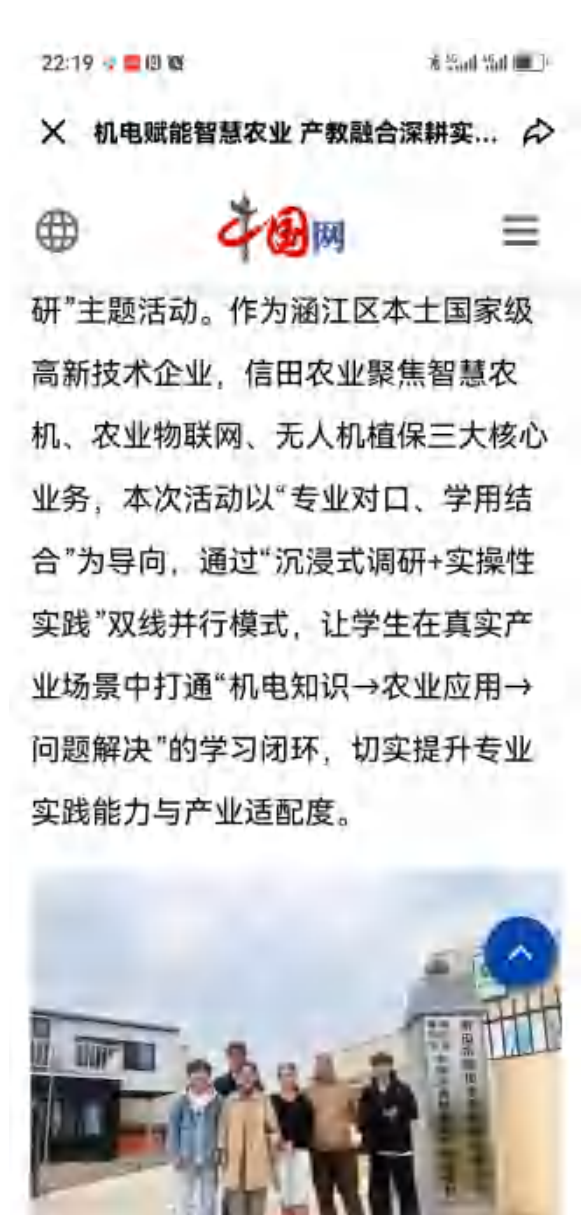 22:19
机电赋能智慧农业 产教融合深耕实...
中国网
研”主题活动。作为涵江区本土国家级
高新技术企业，信田农业聚焦智慧农
机、农业物联网、无人机植保三大核心
业务，本次活动以“专业对口、学用结
合”为导向，通过“沉浸式调研+实操性
实践”双线并行模式，让学生在真实产
业场景中打通“机电知识→农业应用→
问题解决”的学习闭环，切实提升专业
实践能力与产业适配度。